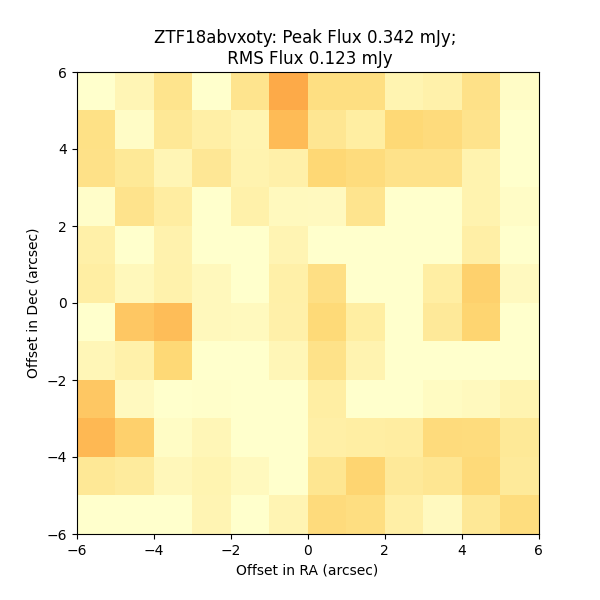 ZTF18abvxoty: Peak Flux 0.342 mJy;
RMS Flux 0.123 mJy
6
4
2
0
−2
−4
−6
Offset in Dec (arcsec)
−6 −4 −2 0 2 4 6
Offset in RA (arcsec)